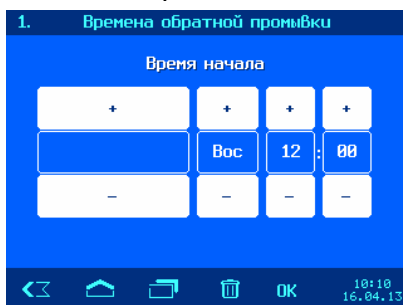 1. Времена обратной промывки
Время начала
+ + + +
Вос 12 : 00
− − − −
OK 10:10
16.04.13